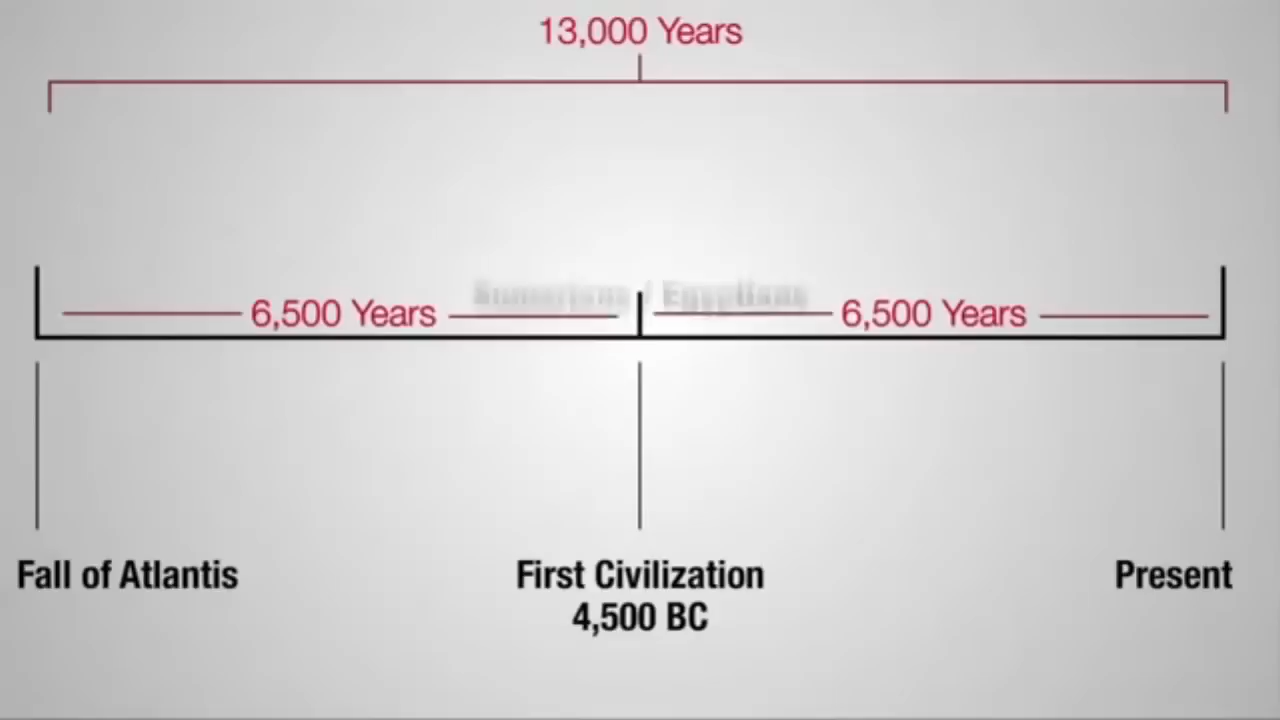 13,000 Years
6,500 Years
6,500 Years
Fall of Atlantis
First Civilization
4,500 BC
Present